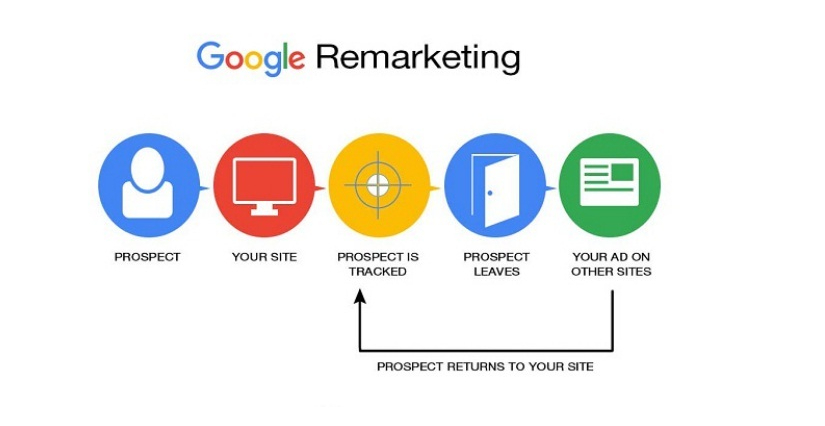 Google Remarketing
PROSPECT
YOUR SITE
PROSPECT IS
TRACKED
PROSPECT
LEAVES
YOUR AD ON
OTHER SITES
PROSPECT RETURNS TO YOUR SITE